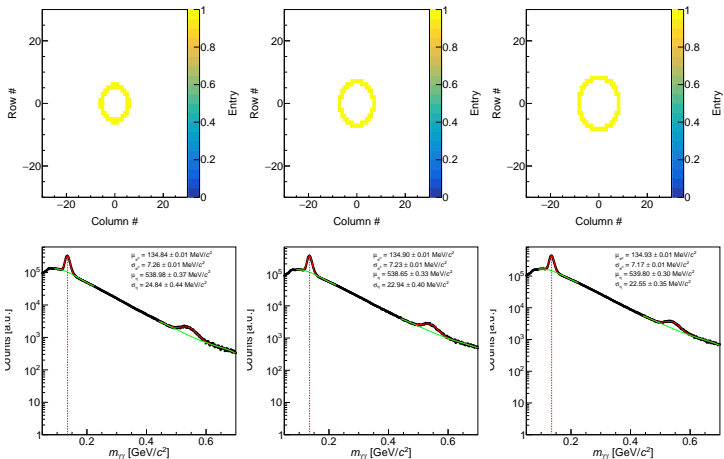 Row #
20
0
−20
−20
0
20
Column #
1
0.8
0.6
0.4
0.2
0
Entry
Row #
20
0
−20
−20
0
20
Column #
1
0.8
0.6
0.4
0.2
0
Entry
Row #
20
0
−20
−20
0
20
Column #
1
0.8
0.6
0.4
0.2
0
Entry
Counts [a.u.]
10⁵
10⁴
10³
10²
10
1
μπ⁰ = 134.84 ± 0.01 MeV/c²
σπ⁰ = 7.26 ± 0.01 MeV/c²
μη = 538.98 ± 0.37 MeV/c²
ση = 24.84 ± 0.44 MeV/c²
0.2
0.4
0.6
mγγ [GeV/c²]
Counts [a.u.]
10⁵
10⁴
10³
10²
10
1
μπ⁰ = 134.90 ± 0.01 MeV/c²
σπ⁰ = 7.23 ± 0.01 MeV/c²
μη = 538.65 ± 0.33 MeV/c²
ση = 22.94 ± 0.40 MeV/c²
0.2
0.4
0.6
mγγ [GeV/c²]
Counts [a.u.]
10⁵
10⁴
10³
10²
10
1
μπ⁰ = 134.93 ± 0.01 MeV/c²
σπ⁰ = 7.17 ± 0.01 MeV/c²
μη = 539.80 ± 0.30 MeV/c²
ση = 22.55 ± 0.35 MeV/c²
0.2
0.4
0.6
mγγ [GeV/c²]